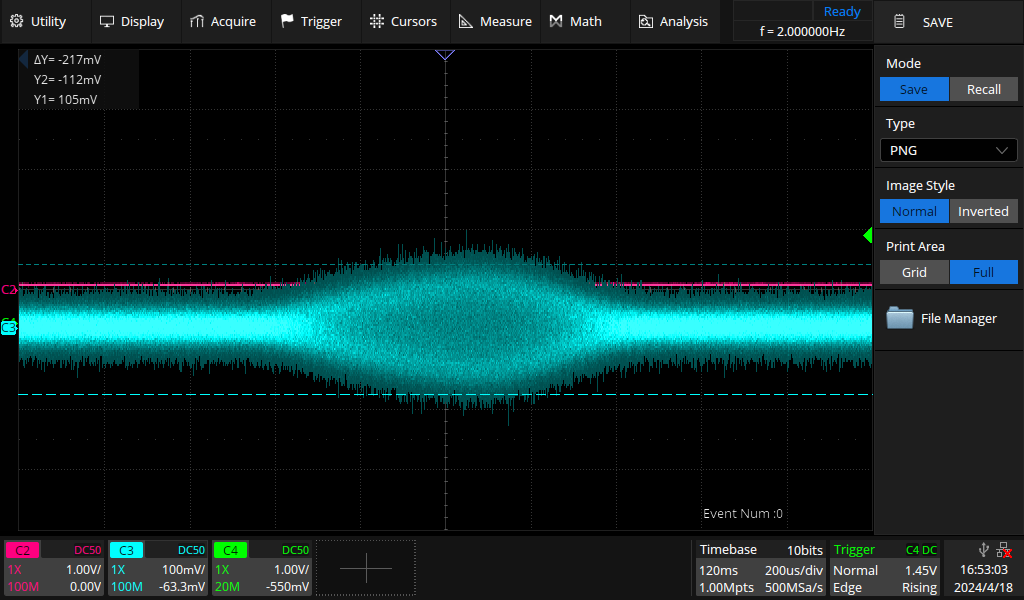 Utility Display Acquire Trigger Cursors Measure Math Analysis Ready SAVE
f = 2.000000Hz
ΔY= -217mV
Y2= -112mV
Y1= 105mV
Mode
Save Recall
Type
PNG
Image Style
Normal Inverted
Print Area
Grid Full
File Manager
C2
C3
Event Num :0
C2 DC50 C3 DC50 C4 DC50 Timebase 10bits Trigger C4 DC
1X 1.00V/ 1X 100mV/ 1X 1.00V/ 120ms 200us/div Normal 1.45V 16:53:03
100M 0.00V 100M -63.3mV 20M -550mV 1.00Mpts 500MSa/s Edge Rising 2024/4/18